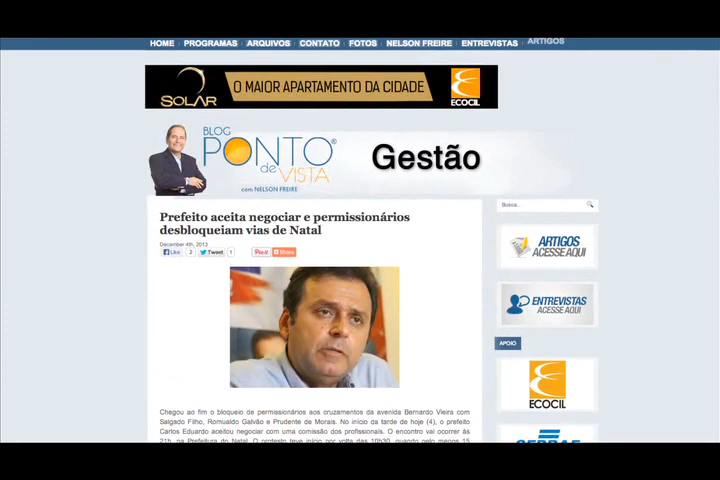 HOME PROGRAMAS ARQUIVOS CONTATO FOTOS NELSON FREIRE ENTREVISTAS ARTIGOS
SOLAR
O MAIOR APARTAMENTO DA CIDADE
ECOCIL
BLOG
PONTO®
de VISTA
com NELSON FREIRE
Gestão
Busca...
Prefeito aceita negociar e permissionários
desbloqueiam vias de Natal
December 4th, 2013
Like 2 Tweet 1 Pin it Share
ARTIGOS
ACESSE AQUI
ENTREVISTAS
ACESSE AQUI
APOIO
ECOCIL
SEBRAE
Chegou ao fim o bloqueio de permissionários aos cruzamentos da avenida Bernardo Vieira com
Salgado Filho, Romualdo Galvão e Prudente de Morais. No início da tarde de hoje (4), o prefeito
Carlos Eduardo aceitou negociar com uma comissão dos profissionais. O encontro vai ocorrer às
21h, na Prefeitura do Natal. O protesto teve início por volta das 10h30, quando pelo menos 15